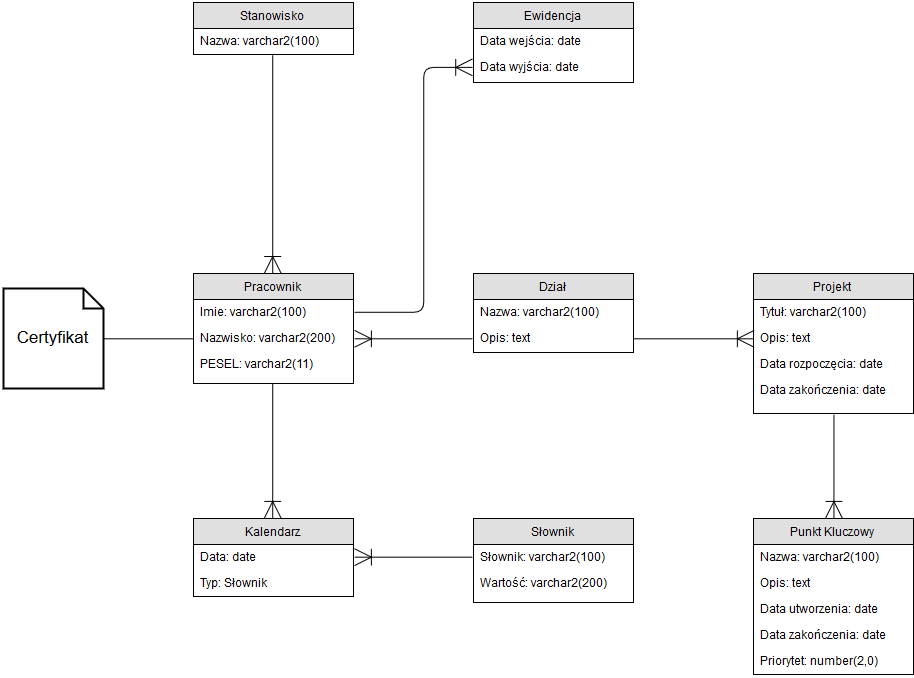 Stanowisko
Nazwa: varchar2(100)
Ewidencja
Data wejścia: date
Data wyjścia: date
Certyfikat
Pracownik
Imie: varchar2(100)
Nazwisko: varchar2(200)
PESEL: varchar2(11)
Dział
Nazwa: varchar2(100)
Opis: text
Projekt
Tytuł: varchar2(100)
Opis: text
Data rozpoczęcia: date
Data zakończenia: date
Kalendarz
Data: date
Typ: Słownik
Słownik
Słownik: varchar2(100)
Wartość: varchar2(200)
Punkt Kluczowy
Nazwa: varchar2(100)
Opis: text
Data utworzenia: date
Data zakończenia: date
Priorytet: number(2,0)